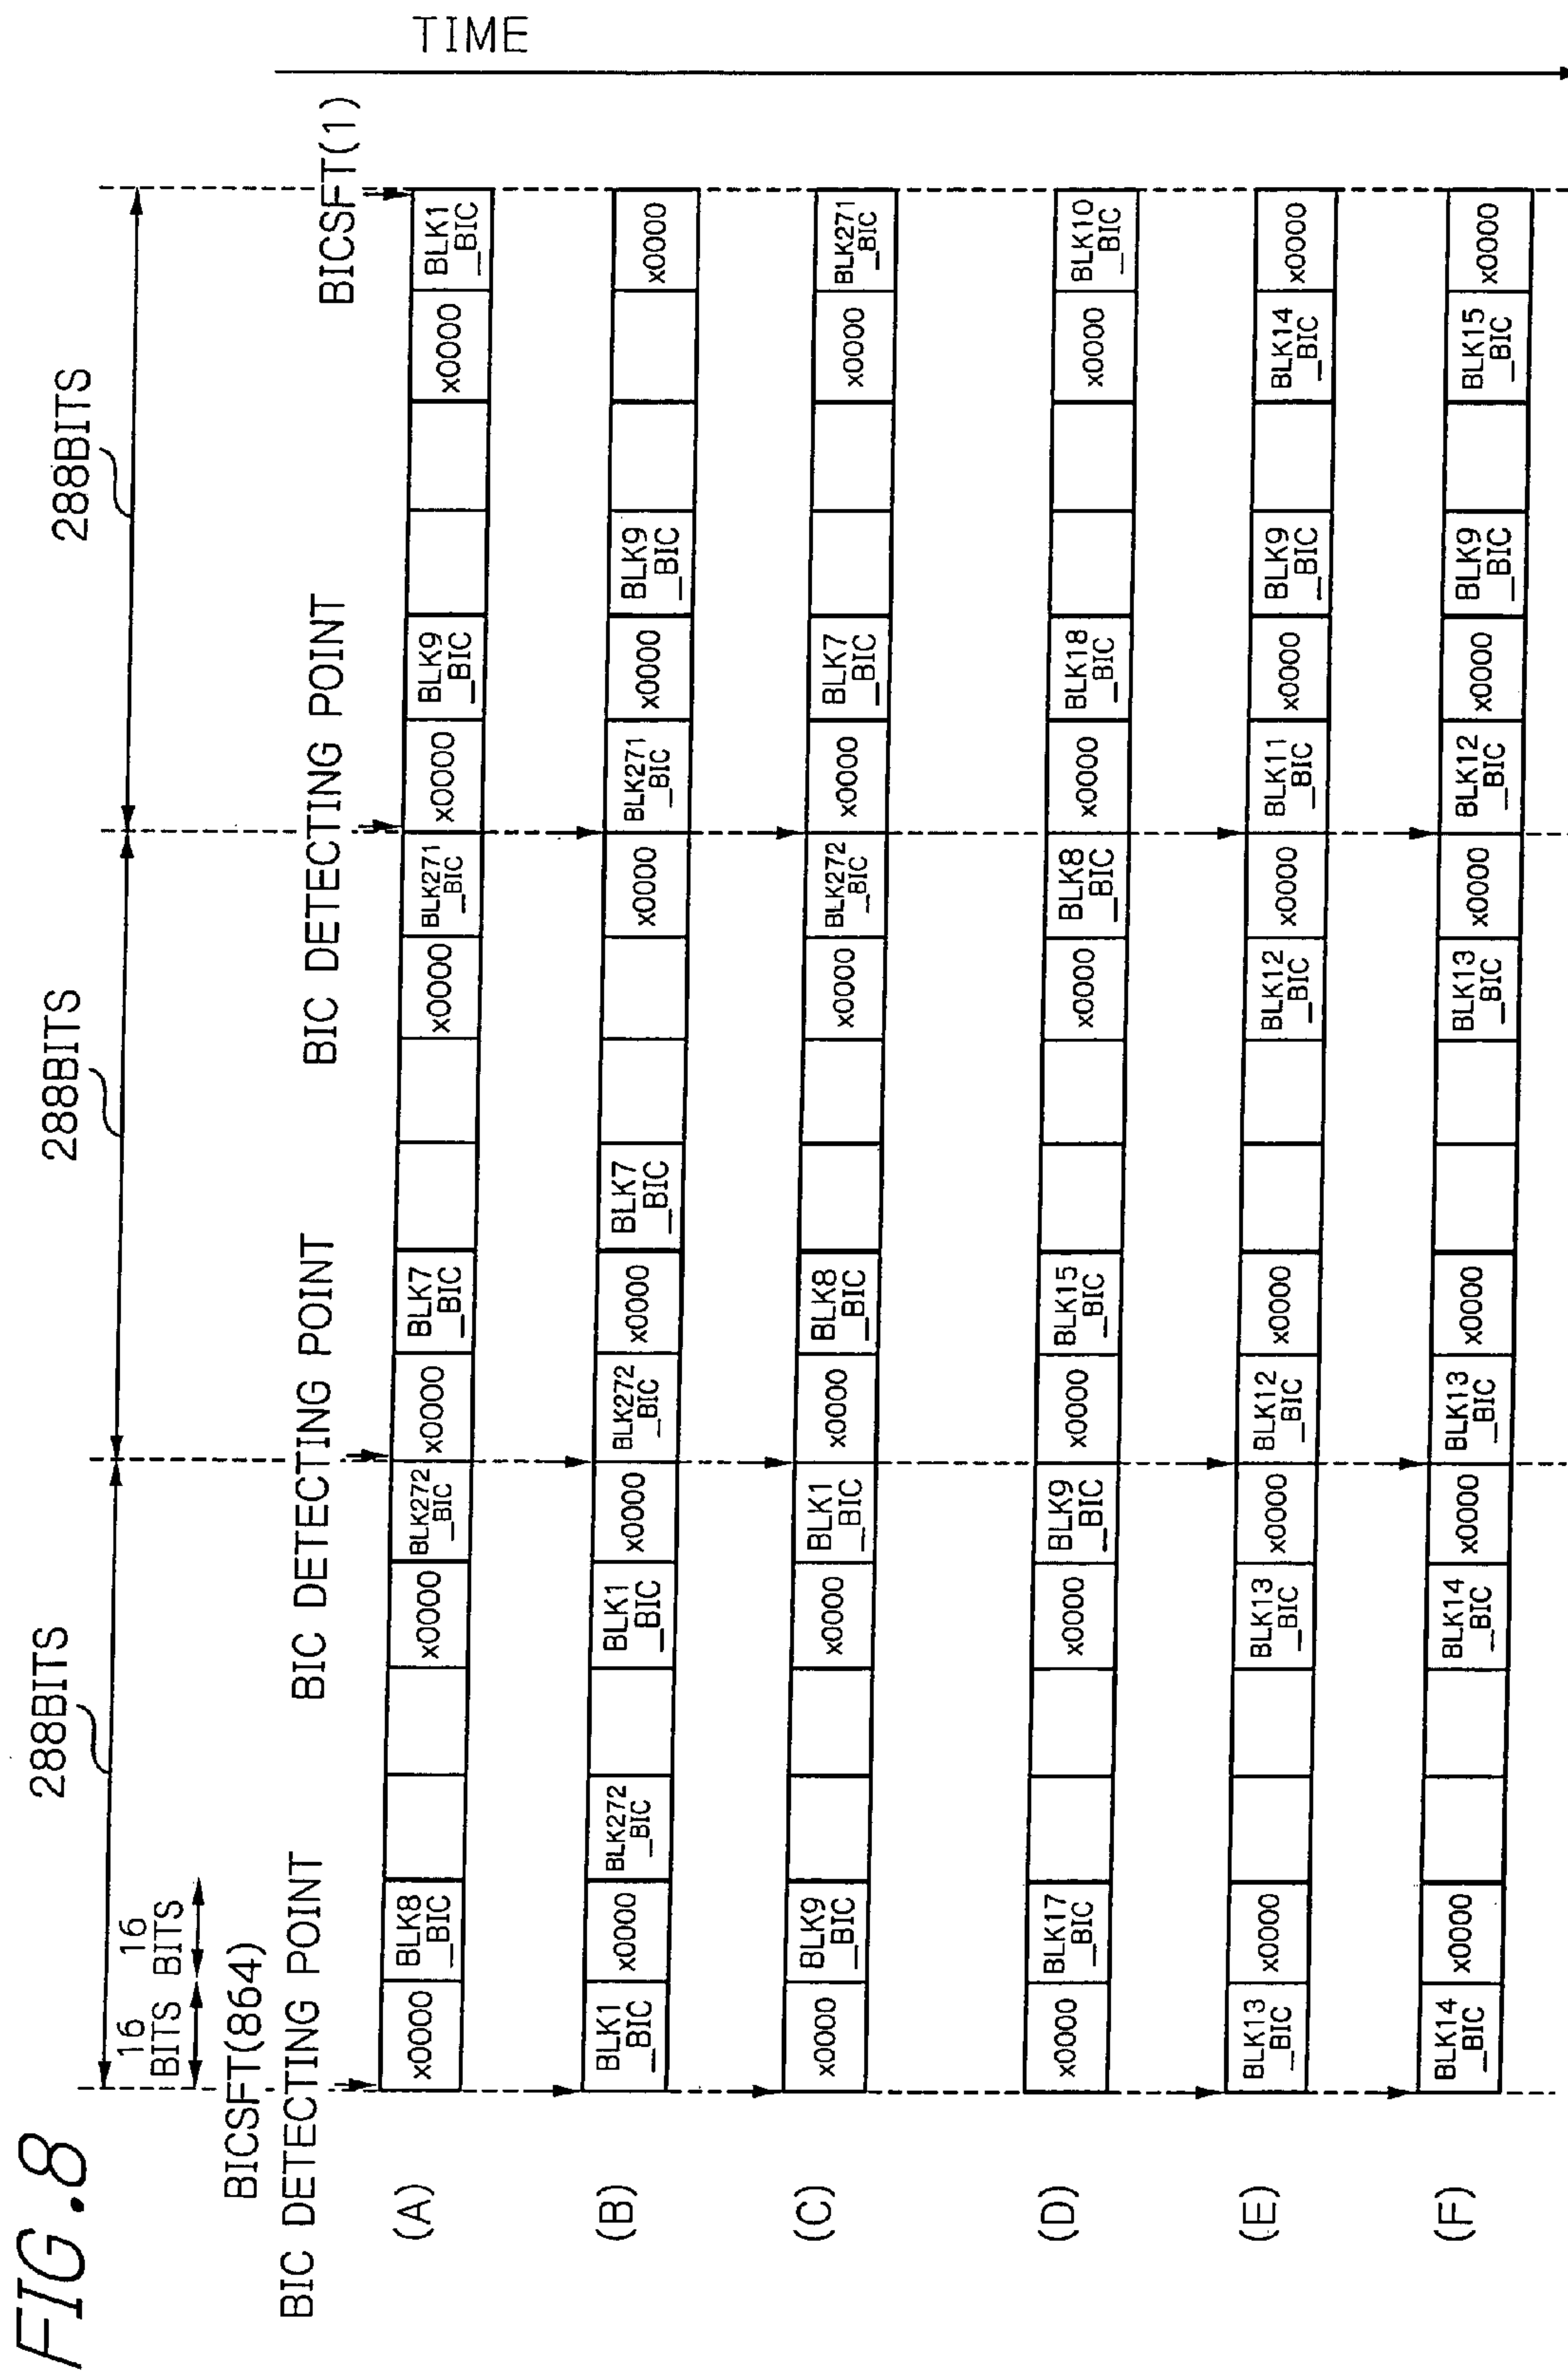 FIG.8
288BITS
288BITS
288BITS
16 BITS
16 BITS
BICSFT(864)
BIC DETECTING POINT
BIC DETECTING POINT
BIC DETECTING POINT
BICSFT(1)
TIME
(A)
x0000
BLK8_BIC
x0000
BLK272_BIC
x0000
BLK7_BIC
x0000
BLK271_BIC
x0000
BLK9_BIC
x0000
BLK1_BIC
(B)
BLK1_BIC
x0000
BLK272_BIC
BLK1_BIC
x0000
BLK272_BIC
x0000
BLK7_BIC
x0000
BLK271_BIC
x0000
BLK9_BIC
x0000
(C)
x0000
BLK9_BIC
x0000
BLK1_BIC
x0000
BLK8_BIC
x0000
BLK272_BIC
x0000
BLK7_BIC
x0000
BLK271_BIC
(D)
x0000
BLK17_BIC
x0000
BLK9_BIC
x0000
BLK15_BIC
x0000
BLK8_BIC
x0000
BLK18_BIC
x0000
BLK10_BIC
(E)
BLK13_BIC
x0000
BLK13_BIC
x0000
BLK12_BIC
x0000
BLK12_BIC
x0000
BLK11_BIC
x0000
BLK9_BIC
BLK14_BIC
x0000
(F)
BLK14_BIC
x0000
BLK14_BIC
x0000
BLK13_BIC
x0000
BLK13_BIC
x0000
BLK12_BIC
x0000
BLK9_BIC
BLK15_BIC
x0000